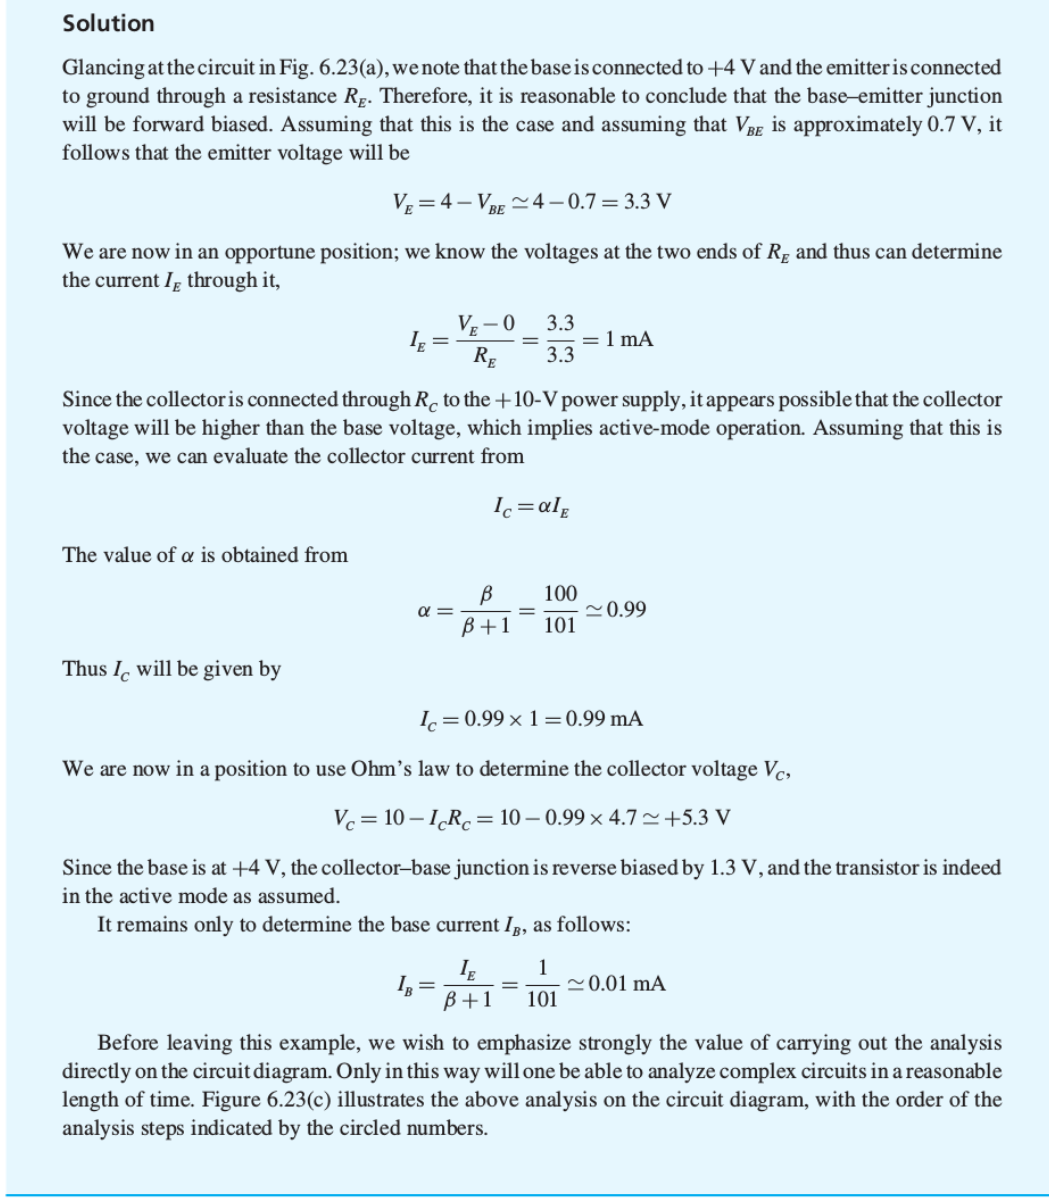 Solution
Glancing at the circuit in Fig. 6.23(a), we note that the base is connected to +4 V and the emitter is connected
to ground through a resistance R_E. Therefore, it is reasonable to conclude that the base–emitter junction
will be forward biased. Assuming that this is the case and assuming that V_BE is approximately 0.7 V, it
follows that the emitter voltage will be
V_E = 4 − V_BE ≃ 4 − 0.7 = 3.3 V
We are now in an opportune position; we know the voltages at the two ends of R_E and thus can determine
the current I_E through it,
I_E = (V_E − 0)/R_E = 3.3/3.3 = 1 mA
Since the collector is connected through R_C to the +10-V power supply, it appears possible that the collector
voltage will be higher than the base voltage, which implies active-mode operation. Assuming that this is
the case, we can evaluate the collector current from
I_C = αI_E
The value of α is obtained from
α = β/(β + 1) = 100/101 ≃ 0.99
Thus I_C will be given by
I_C = 0.99 × 1 = 0.99 mA
We are now in a position to use Ohm's law to determine the collector voltage V_C,
V_C = 10 − I_C R_C = 10 − 0.99 × 4.7 ≃ +5.3 V
Since the base is at +4 V, the collector–base junction is reverse biased by 1.3 V, and the transistor is indeed
in the active mode as assumed.
It remains only to determine the base current I_B, as follows:
I_B = I_E/(β + 1) = 1/101 ≃ 0.01 mA
Before leaving this example, we wish to emphasize strongly the value of carrying out the analysis
directly on the circuit diagram. Only in this way will one be able to analyze complex circuits in a reasonable
length of time. Figure 6.23(c) illustrates the above analysis on the circuit diagram, with the order of the
analysis steps indicated by the circled numbers.